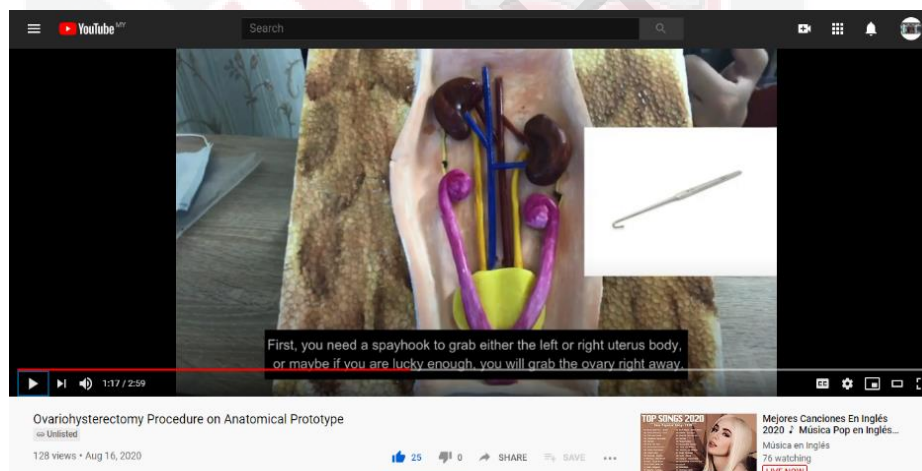 YouTube MY
Search
First, you need a spayhook to grab either the left or right uterus body,
or maybe if you are lucky enough, you will grab the ovary right away.
1:17 / 2:59
CC
Ovariohysterectomy Procedure on Anatomical Prototype
Unlisted
128 views • Aug 16, 2020
25
0
SHARE
SAVE
TOP SONGS 2020
Mejores Canciones En Inglés
2020 ♪ Música Pop en Inglés...
Música en Inglés
76 watching
LIVE NOW